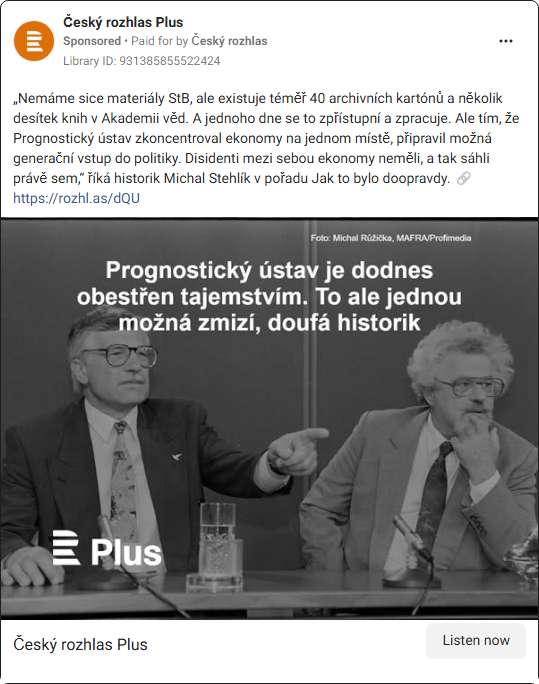 Český rozhlas Plus
Sponsored • Paid for by Český rozhlas
Library ID: 931385855522424
„Nemáme sice materiály StB, ale existuje téměř 40 archivních kartónů a několik
desítek knih v Akademii věd. A jednoho dne se to zpřístupní a zpracuje. Ale tím, že
Prognostický ústav zkoncentroval ekonomy na jednom místě, připravil možná
generační vstup do politiky. Disidenti mezi sebou ekonomy neměli, a tak sáhli
právě sem,“ říká historik Michal Stehlík v pořadu Jak to bylo doopravdy. 🔗
https://rozhl.as/dQU
Foto: Michal Růžička, MAFRA/Profimedia
Prognostický ústav je dodnes
obestřen tajemstvím. To ale jednou
možná zmizí, doufá historik
Plus
Český rozhlas Plus
Listen now